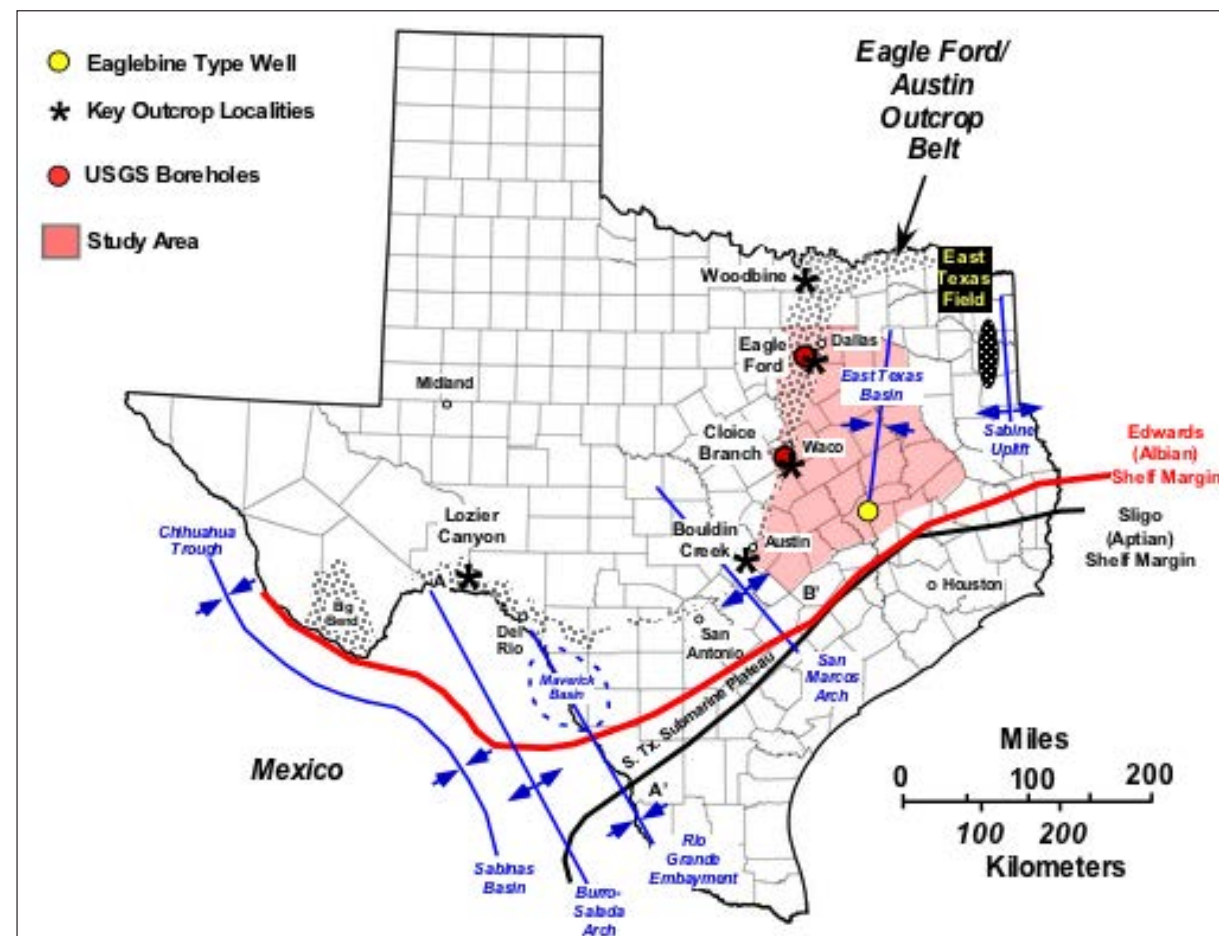 Eaglebine Type Well
Key Outcrop Localities
USGS Boreholes
Study Area
Eagle Ford/
Austin
Outcrop
Belt
East
Texas
Field
Woodbine
Eagle
Ford
Dallas
East Texas
Basin
Midland
Cloice
Branch
Waco
Sabine
Uplift
Edwards
(Albian)
Shelf Margin
Sligo
(Aptian)
Shelf Margin
Lozier
Canyon
Bouldin
Creek
Austin
Chihuahua
Trough
A
Big
Bend
Del
Rio
San
Antonio
B'
Houston
Maverick
Basin
San
Marcos
Arch
S. Tx. Submarine Plateau
Mexico
A'
Miles
0 100 200
100 200
Kilometers
Rio
Grande
Embayment
Sabinas
Basin
Burro-
Salada
Arch